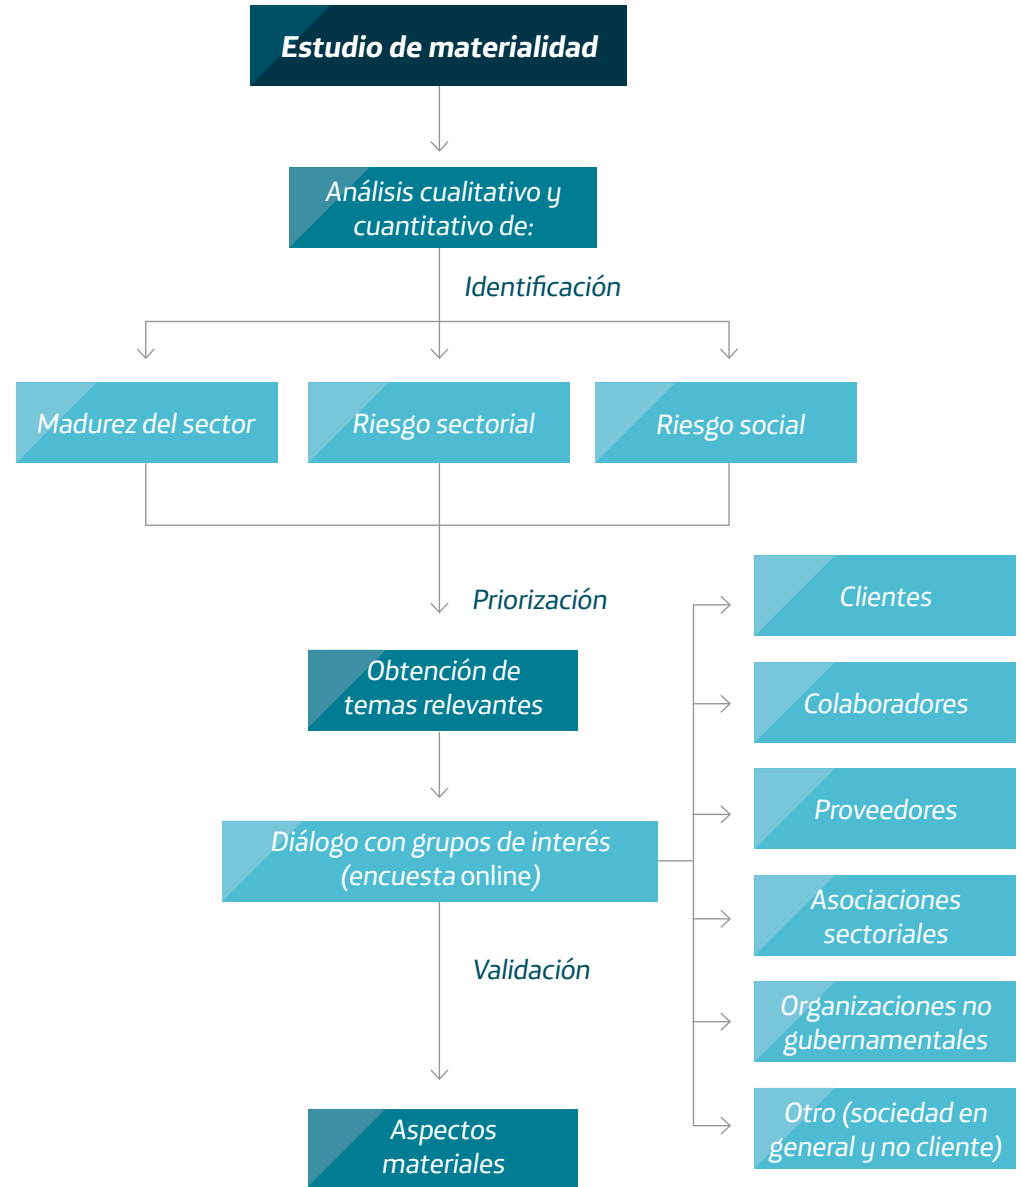 Estudio de materialidad
Análisis cualitativo y
cuantitativo de:
Identificación
Madurez del sector
Riesgo sectorial
Riesgo social
Priorización
Obtención de
temas relevantes
Diálogo con grupos de interés
(encuesta online)
Clientes
Colaboradores
Proveedores
Asociaciones
sectoriales
Organizaciones no
gubernamentales
Otro (sociedad en
general y no cliente)
Validación
Aspectos
materiales